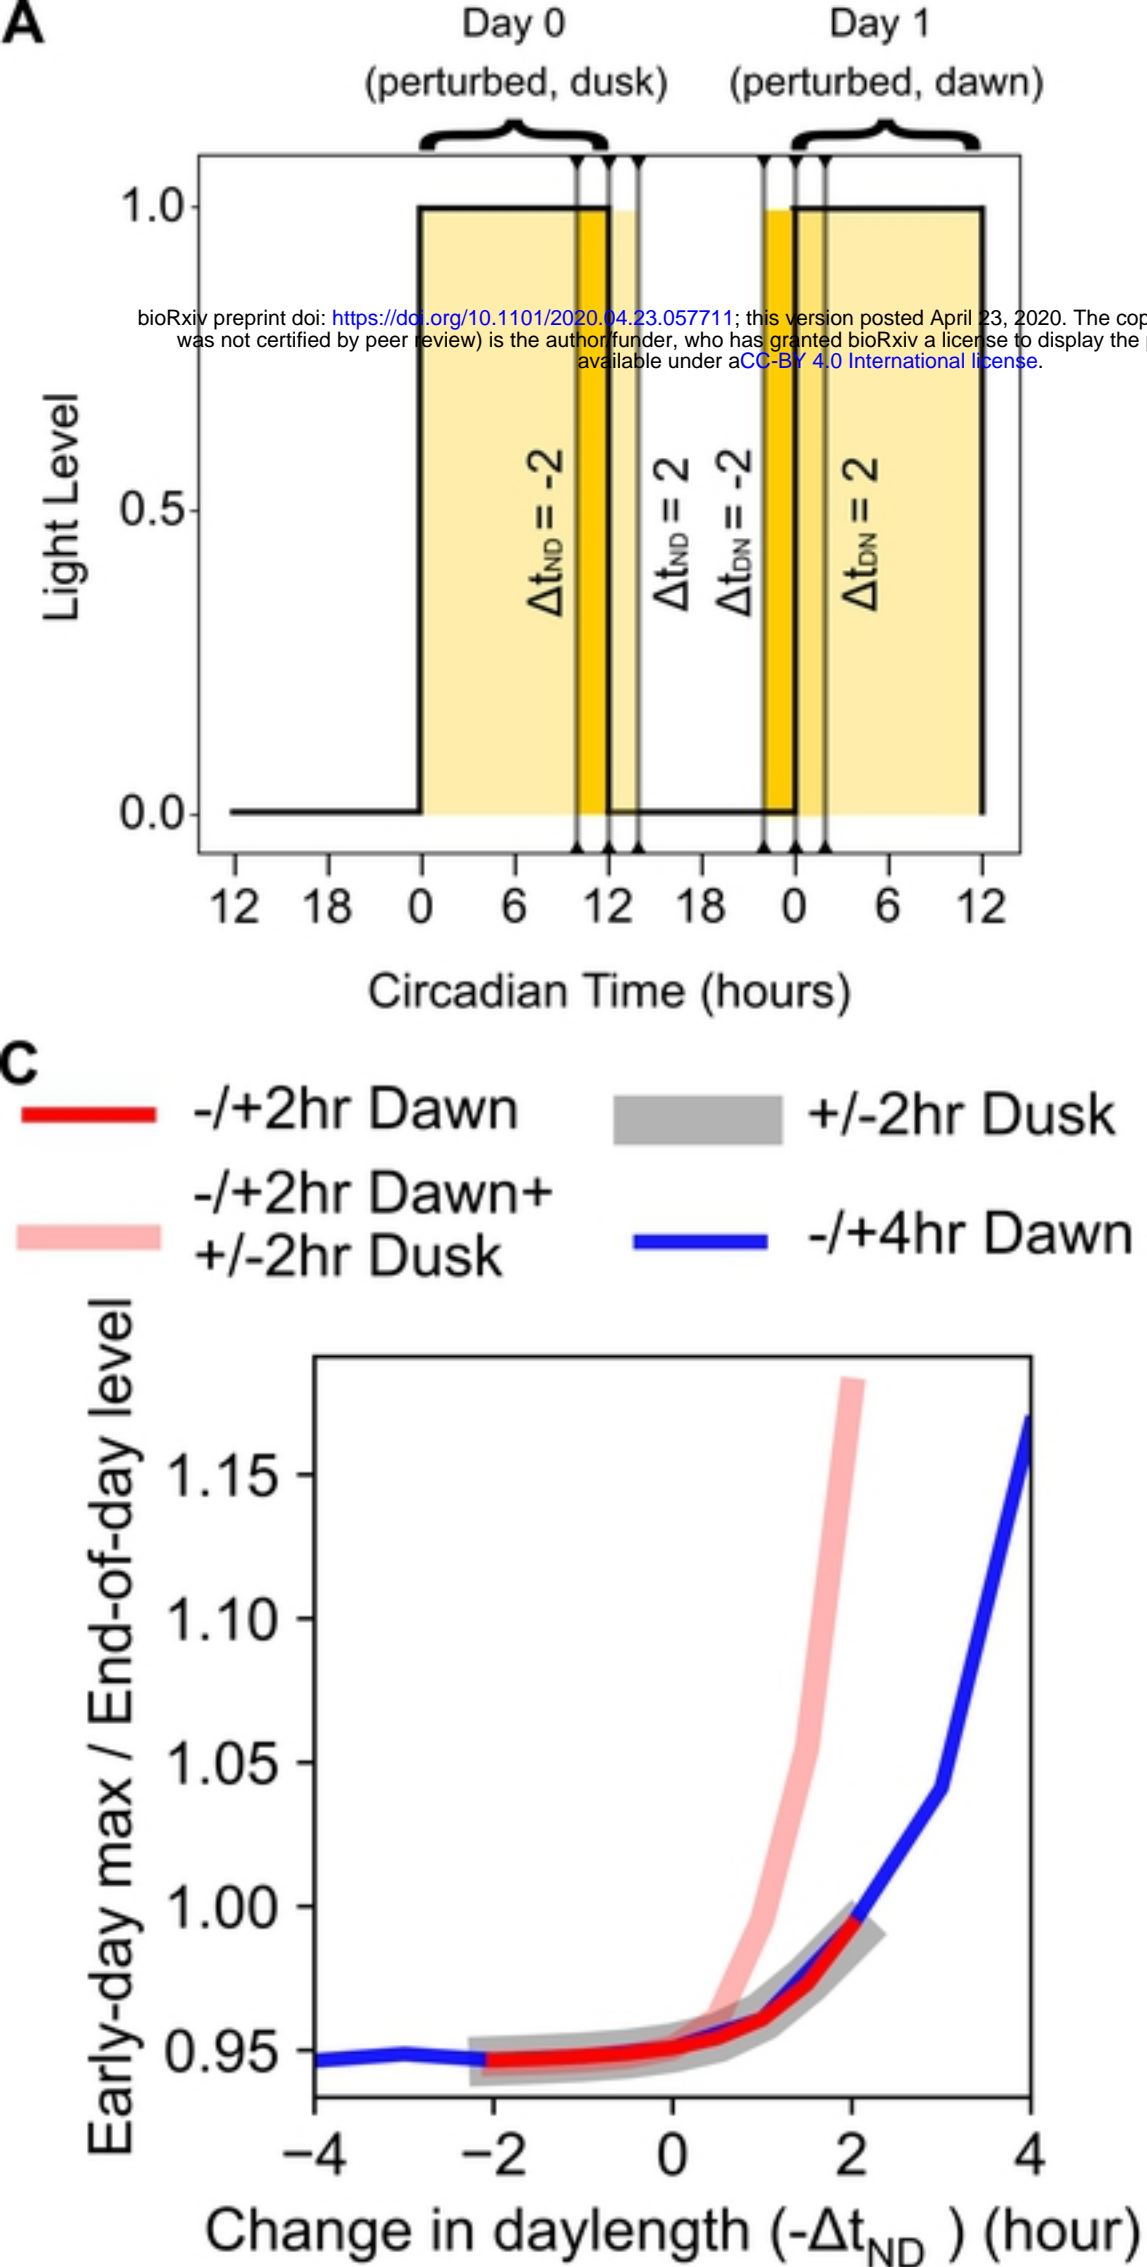 A
Day 0
(perturbed, dusk)
Day 1
(perturbed, dawn)
1.0
0.5
0.0
Light Level
bioRxiv preprint doi: https://doi.org/10.1101/2020.04.23.057711; this version posted April 23, 2020. The cop
was not certified by peer review) is the author/funder, who has granted bioRxiv a license to display the
available under aCC-BY 4.0 International license.
ΔtND = -2
ΔtND = 2
ΔtDN = -2
ΔtDN = 2
12 18 0 6 12 18 0 6 12
Circadian Time (hours)
C
-/+2hr Dawn
+/-2hr Dusk
-/+2hr Dawn+
+/-2hr Dusk
-/+4hr Dawn
Early-day max / End-of-day level
1.15
1.10
1.05
1.00
0.95
−4 −2 0 2 4
Change in daylength (-ΔtND ) (hour)